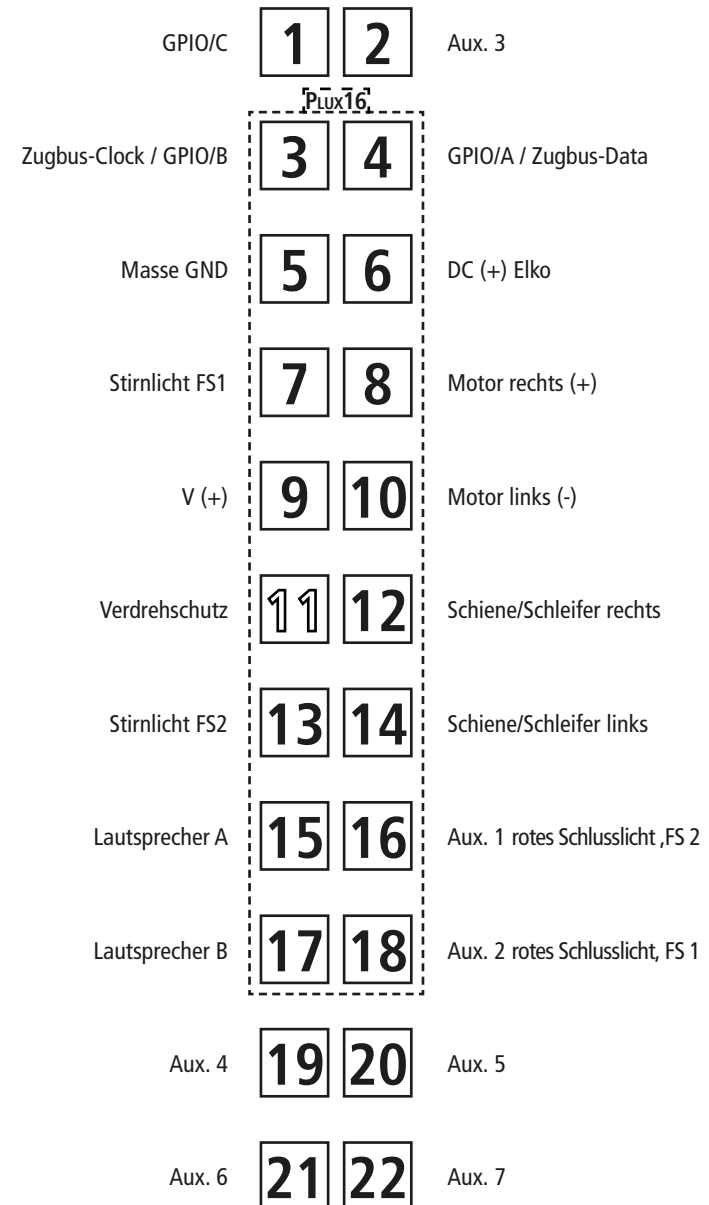 GPIO/C 1 2 Aux. 3
PLUX16
Zugbus-Clock / GPIO/B 3 4 GPIO/A / Zugbus-Data
Masse GND 5 6 DC (+) Elko
Stirnlicht FS1 7 8 Motor rechts (+)
V (+) 9 10 Motor links (-)
Verdrehschutz 11 12 Schiene/Schleifer rechts
Stirnlicht FS2 13 14 Schiene/Schleifer links
Lautsprecher A 15 16 Aux. 1 rotes Schlusslicht ,FS 2
Lautsprecher B 17 18 Aux. 2 rotes Schlusslicht, FS 1
Aux. 4 19 20 Aux. 5
Aux. 6 21 22 Aux. 7